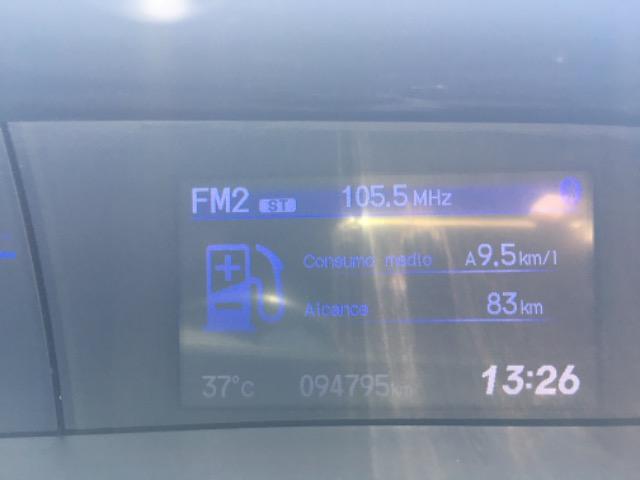 FM2 ST 105.5 MHz
Consumo medio A9.5 km/l
Alcance 83 km
37°C 094795 km 13:26